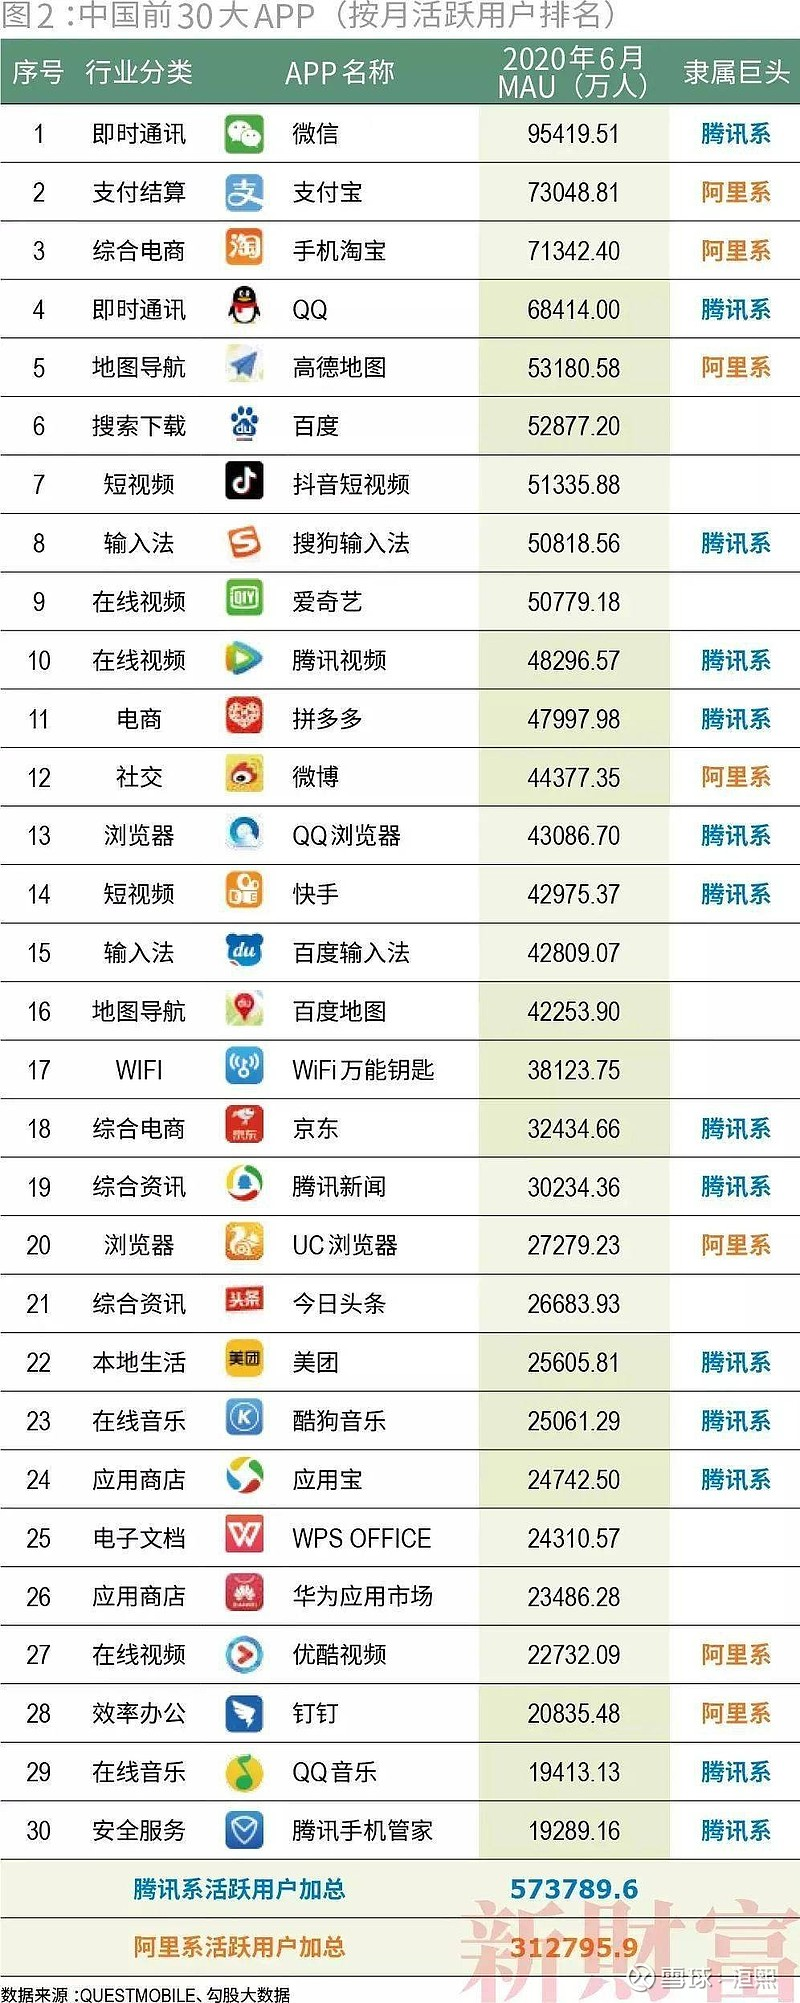 图2：中国前30大APP（按月活跃用户排名）
序号 行业分类 APP名称 2020年6月MAU（万人） 隶属巨头
1 即时通讯 微信 95419.51 腾讯系
2 支付结算 支 支付宝 73048.81 阿里系
3 综合电商 淘 手机淘宝 71342.40 阿里系
4 即时通讯 QQ 68414.00 腾讯系
5 地图导航 高德地图 53180.58 阿里系
6 搜索下载 du 百度 52877.20
7 短视频 抖音短视频 51335.88
8 输入法 S 搜狗输入法 50818.56 腾讯系
9 在线视频 QIY 爱奇艺 50779.18
10 在线视频 腾讯视频 48296.57 腾讯系
11 电商 拼多多 47997.98 腾讯系
12 社交 微博 44377.35 阿里系
13 浏览器 QQ浏览器 43086.70 腾讯系
14 短视频 快手 42975.37 腾讯系
15 输入法 du 百度输入法 42809.07
16 地图导航 du 百度地图 42253.90
17 WIFI WiFi万能钥匙 38123.75
18 综合电商 京东 京东 32434.66 腾讯系
19 综合资讯 腾讯新闻 30234.36 腾讯系
20 浏览器 UC浏览器 27279.23 阿里系
21 综合资讯 头条 今日头条 26683.93
22 本地生活 美团 美团 25605.81 腾讯系
23 在线音乐 K 酷狗音乐 25061.29 腾讯系
24 应用商店 应用宝 24742.50 腾讯系
25 电子文档 W WPS OFFICE 24310.57
26 应用商店 华为应用市场 23486.28
27 在线视频 优酷视频 22732.09 阿里系
28 效率办公 钉钉 20835.48 阿里系
29 在线音乐 QQ音乐 19413.13 腾讯系
30 安全服务 腾讯手机管家 19289.16 腾讯系
腾讯系活跃用户加总 573789.6
阿里系活跃用户加总 312795.9
新財富
雪球：洹熙
数据来源：QUESTMOBILE、勾股大数据